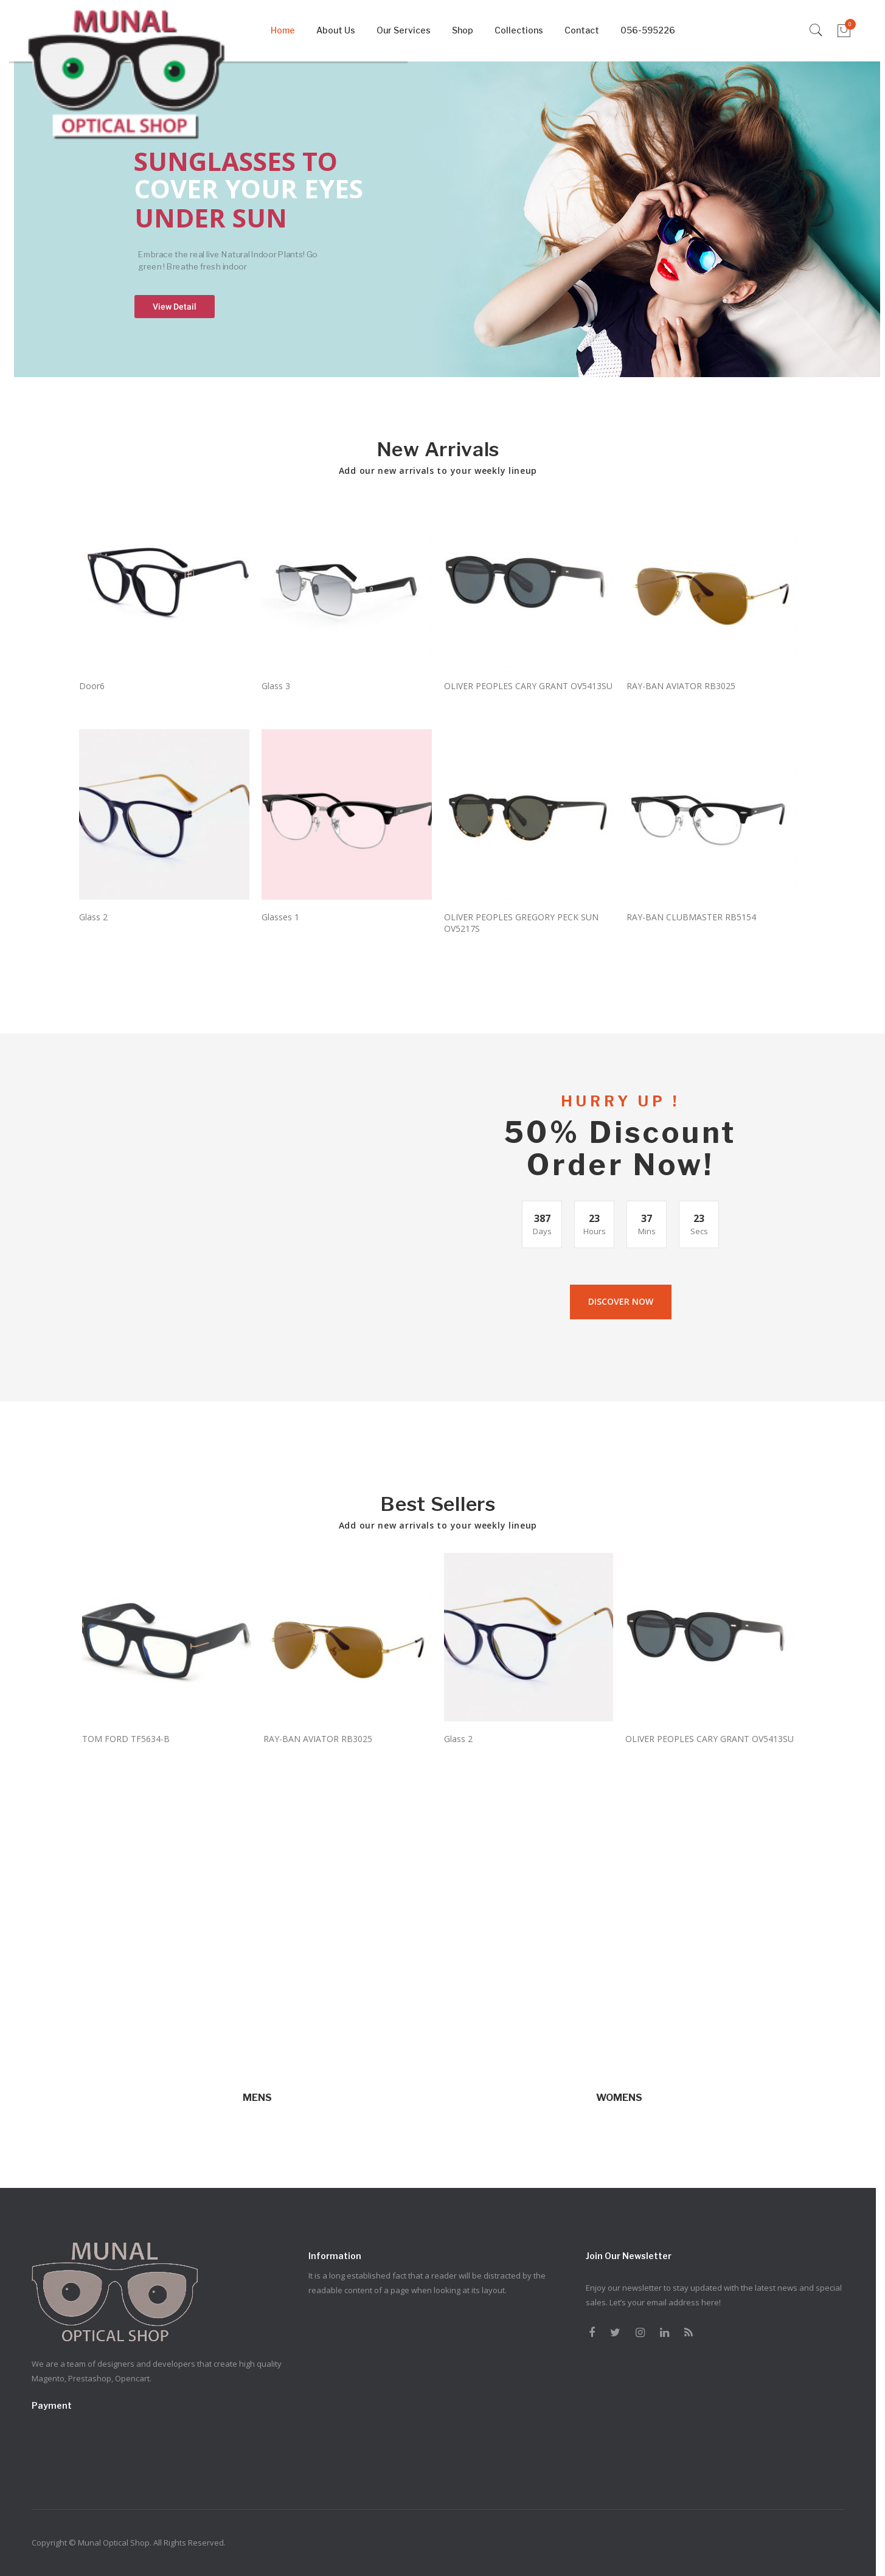 MUNAL
OPTICAL SHOP
Home
About Us
Our Services
Shop
Collections
Contact
056-595226
0
SUNGLASSES TO
COVER YOUR EYES
UNDER SUN
Embrace the real live Natural Indoor Plants! Go
green! Breathe fresh indoor
View Detail
New Arrivals
Add our new arrivals to your weekly lineup
Door6
Glass 3
OLIVER PEOPLES CARY GRANT OV5413SU
RAY-BAN AVIATOR RB3025
Glass 2
Glasses 1
OLIVER PEOPLES GREGORY PECK SUN
OV5217S
RAY-BAN CLUBMASTER RB5154
HURRY UP !
50% Discount
Order Now!
387
Days
23
Hours
37
Mins
23
Secs
DISCOVER NOW
Best Sellers
Add our new arrivals to your weekly lineup
TOM FORD TF5634-B
RAY-BAN AVIATOR RB3025
Glass 2
OLIVER PEOPLES CARY GRANT OV5413SU
MENS
WOMENS
MUNAL
OPTICAL SHOP
We are a team of designers and developers that create high quality
Magento, Prestashop, Opencart.
Payment
Information
It is a long established fact that a reader will be distracted by the
readable content of a page when looking at its layout.
Join Our Newsletter
Enjoy our newsletter to stay updated with the latest news and special
sales. Let's your email address here!
Copyright © Munal Optical Shop. All Rights Reserved.